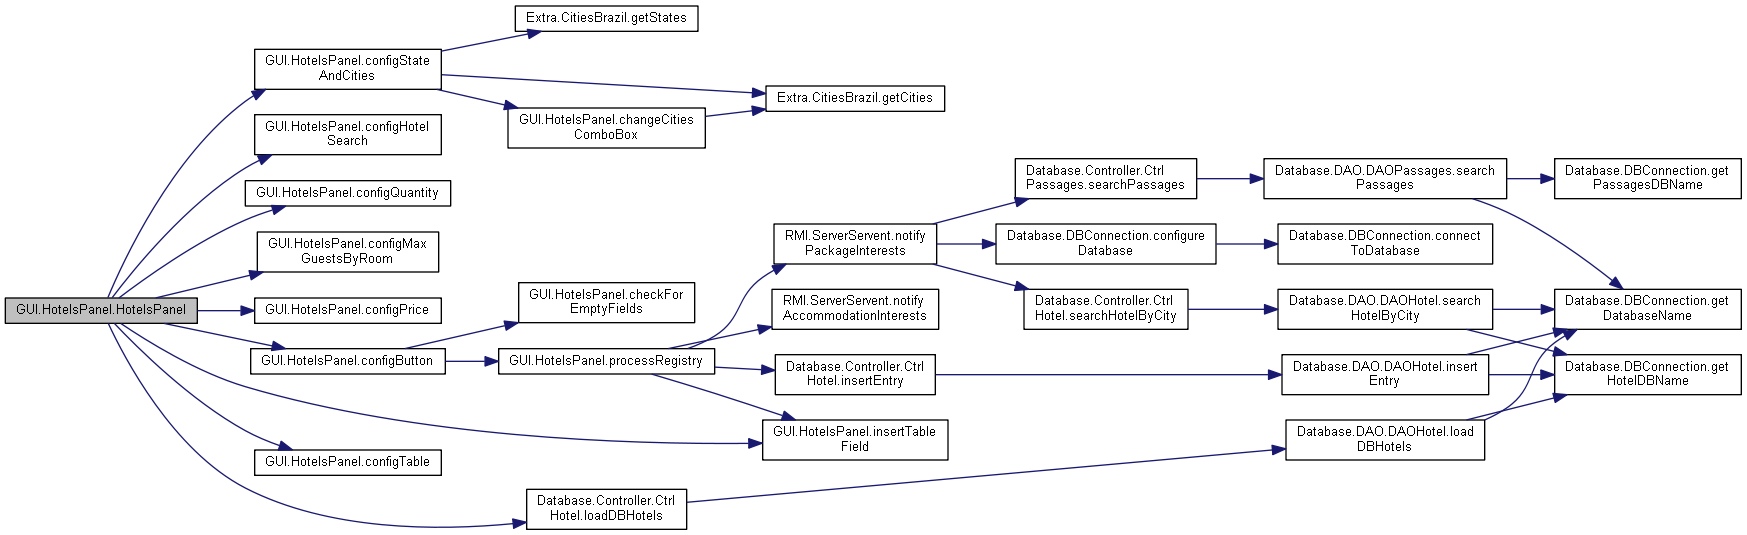 Extra.CitiesBrazil.getStates
GUI.HotelsPanel.configState
AndCities
Extra.CitiesBrazil.getCities
GUI.HotelsPanel.changeCities
ComboBox
GUI.HotelsPanel.configHotel
Search
GUI.HotelsPanel.configQuantity
GUI.HotelsPanel.configMax
GuestsByRoom
GUI.HotelsPanel.HotelsPanel
GUI.HotelsPanel.configPrice
GUI.HotelsPanel.configButton
GUI.HotelsPanel.configTable
GUI.HotelsPanel.checkFor
EmptyFields
GUI.HotelsPanel.processRegistry
Database.Controller.Ctrl
Hotel.loadDBHotels
RMI.ServerServent.notify
PackageInterests
RMI.ServerServent.notify
AccommodationInterests
Database.Controller.Ctrl
Hotel.insertEntry
GUI.HotelsPanel.insertTable
Field
Database.Controller.Ctrl
Passages.searchPassages
Database.DBConnection.configure
Database
Database.Controller.Ctrl
Hotel.searchHotelByCity
Database.DAO.DAOPassages.search
Passages
Database.DBConnection.connect
ToDatabase
Database.DAO.DAOHotel.search
HotelByCity
Database.DAO.DAOHotel.insert
Entry
Database.DAO.DAOHotel.load
DBHotels
Database.DBConnection.get
PassagesDBName
Database.DBConnection.get
DatabaseName
Database.DBConnection.get
HotelDBName